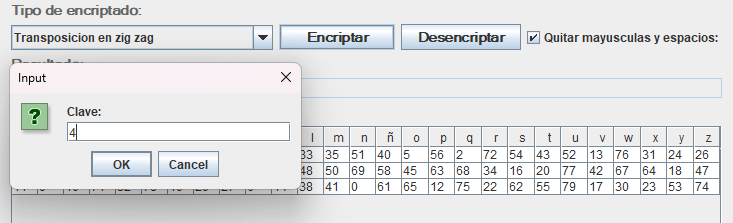 Tipo de encriptado:
Transposicion en zig zag Encriptar Desencriptar Quitar mayusculas y espacios:
Input
Clave:
4
OK Cancel
l m n ñ o p q r s t u v w x y z
33 35 51 40 5 56 2 72 54 43 52 13 76 31 24 26
48 50 69 58 45 63 68 34 16 20 77 42 67 64 18 47
38 41 0 61 65 12 75 22 62 55 79 17 30 23 53 74